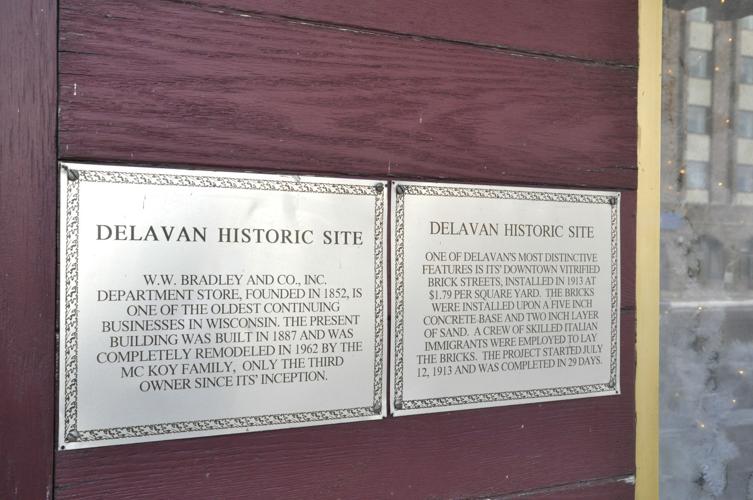 DELAVAN HISTORIC SITE
W.W. BRADLEY AND CO., INC.
DEPARTMENT STORE, FOUNDED IN 1852, IS
ONE OF THE OLDEST CONTINUING
BUSINESSES IN WISCONSIN. THE PRESENT
BUILDING WAS BUILT IN 1887 AND WAS
COMPLETELY REMODELED IN 1962 BY THE
MC KOY FAMILY, ONLY THE THIRD
OWNER SINCE ITS' INCEPTION.
DELAVAN HISTORIC SITE
ONE OF DELAVAN'S MOST DISTINCTIVE
FEATURES IS ITS' DOWNTOWN VITRIFIED
BRICK STREETS, INSTALLED IN 1913 AT
$1.79 PER SQUARE YARD. THE BRICKS
WERE INSTALLED UPON A FIVE INCH
CONCRETE BASE AND TWO INCH LAYER
OF SAND. A CREW OF SKILLED ITALIAN
IMMIGRANTS WERE EMPLOYED TO LAY
THE BRICKS. THE PROJECT STARTED JULY
12, 1913 AND WAS COMPLETED IN 29 DAYS.